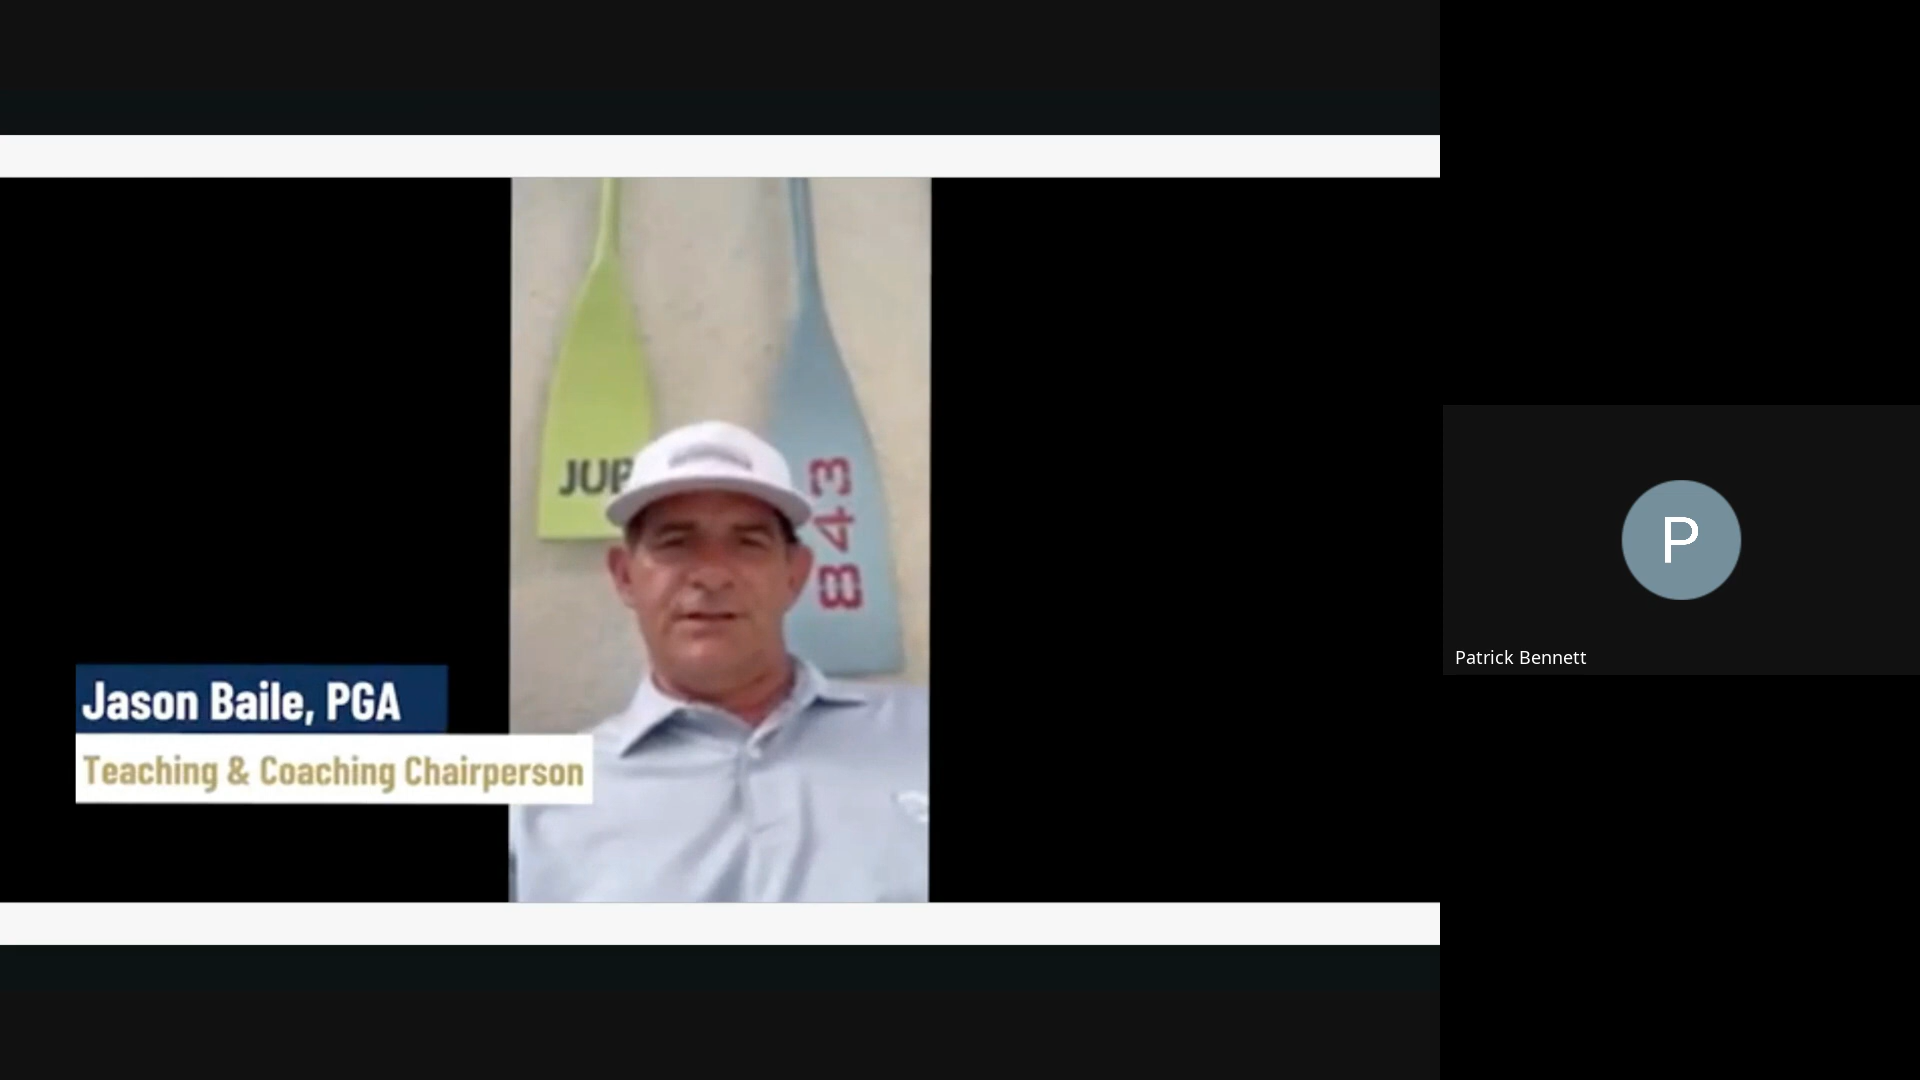 JUP
843
Jason Baile, PGA
Teaching & Coaching Chairperson
P
Patrick Bennett